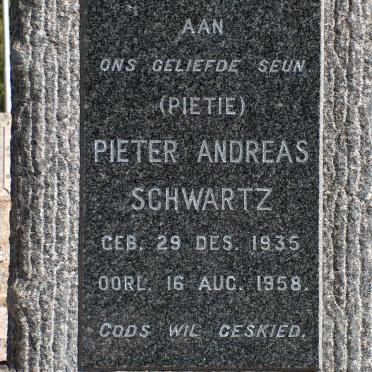 AAN
ONS GELIEFDE SEUN
(PIETIE)
PIETER ANDREAS
SCHWARTZ
GEB. 29 DES. 1935
OORL. 16 AUG. 1958.
GODS WIL GESKIED.